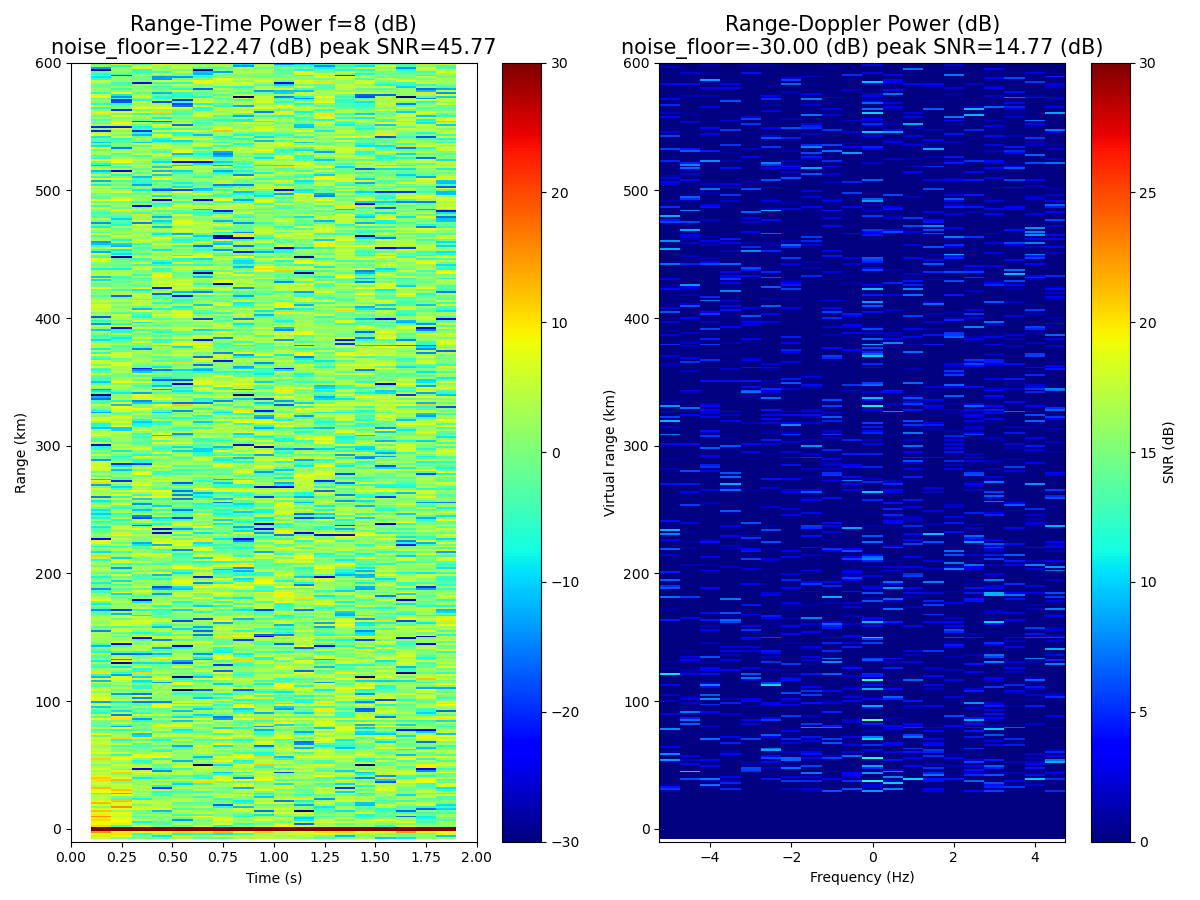 Range-Time Power f=8 (dB)
noise_floor=-122.47 (dB) peak SNR=45.77
Range-Doppler Power (dB)
noise_floor=-30.00 (dB) peak SNR=14.77 (dB)
600
500
400
300
200
100
0
Range (km)
0.00 0.25 0.50 0.75 1.00 1.25 1.50 1.75 2.00
Time (s)
30
20
10
0
−10
−20
−30
600
500
400
300
200
100
0
Virtual range (km)
−4 −2 0 2 4
Frequency (Hz)
30
25
20
15
10
5
0
SNR (dB)